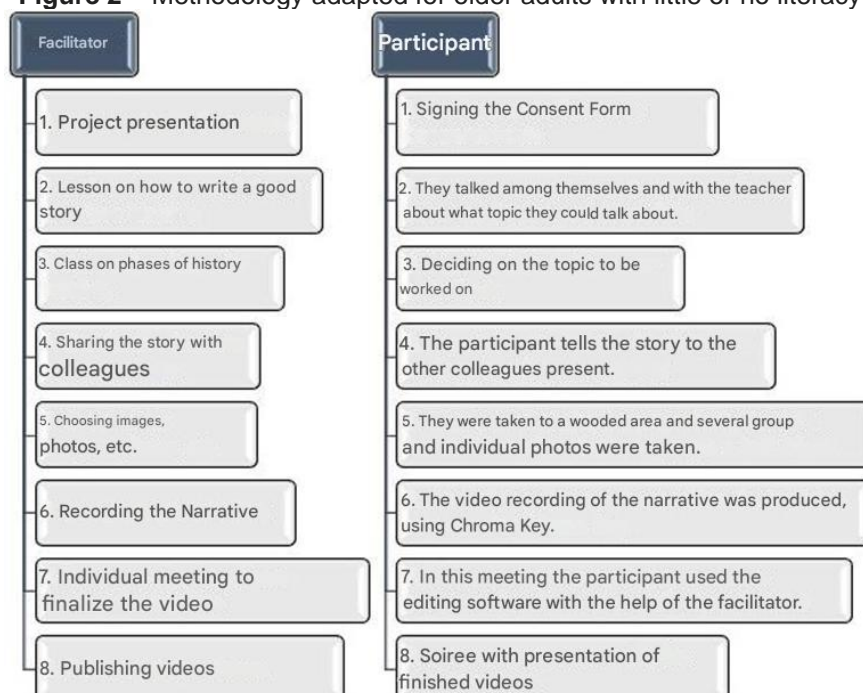 Figure 2 – Methodology adapted for older adults with little or no literacy
Facilitator
1. Project presentation
2. Lesson on how to write a good
story
3. Class on phases of history
4. Sharing the story with
colleagues
5. Choosing images,
photos, etc.
6. Recording the Narrative
7. Individual meeting to
finalize the video
8. Publishing videos
Participant
1. Signing the Consent Form
2. They talked among themselves and with the teacher
about what topic they could talk about.
3. Deciding on the topic to be
worked on
4. The participant tells the story to the
other colleagues present.
5. They were taken to a wooded area and several group
and individual photos were taken.
6. The video recording of the narrative was produced,
using Chroma Key.
7. In this meeting the participant used the
editing software with the help of the facilitator.
8. Soiree with presentation of
finished videos